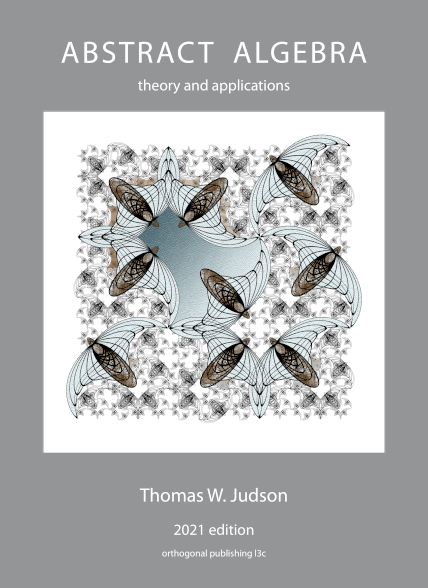 ABSTRACT ALGEBRA
theory and applications
Thomas W. Judson
2021 edition
orthogonal publishing l3c